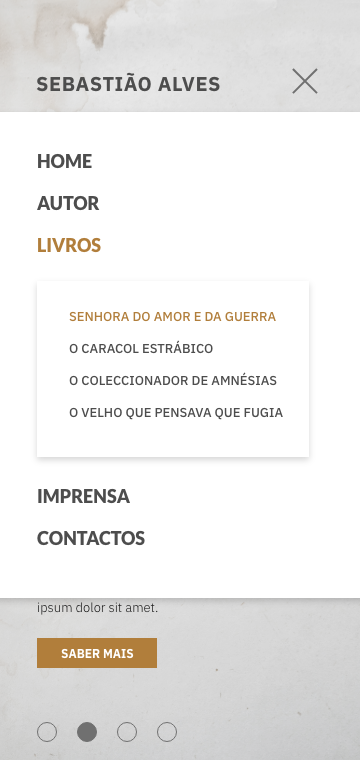 SEBASTIÃO ALVES
HOME
AUTOR
LIVROS
SENHORA DO AMOR E DA GUERRA
O CARACOL ESTRÁBICO
O COLECCIONADOR DE AMNÉSIAS
O VELHO QUE PENSAVA QUE FUGIA
IMPRENSA
CONTACTOS
ipsum dolor sit amet.
SABER MAIS